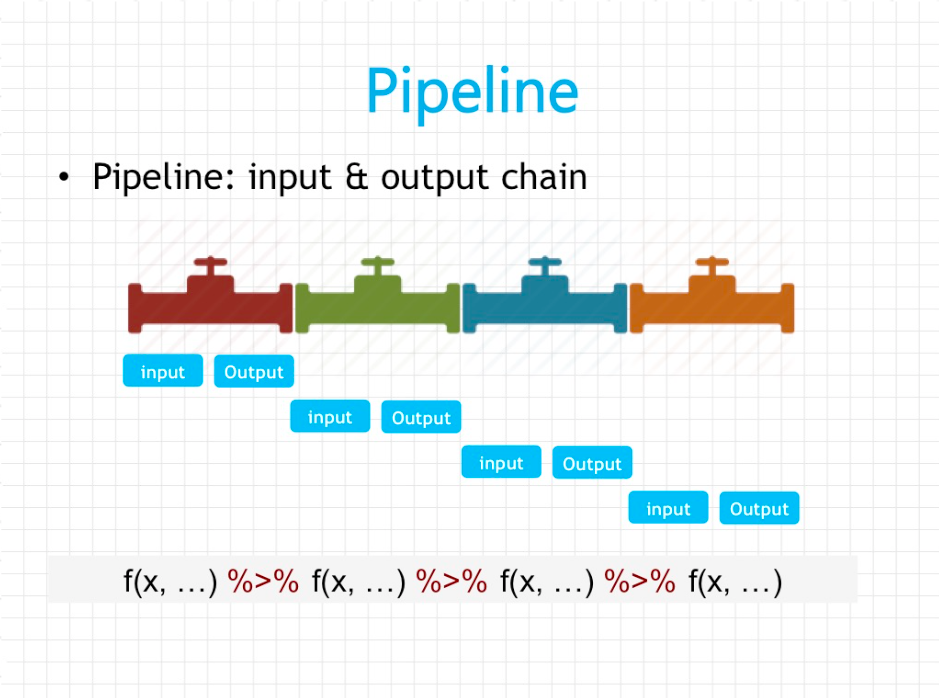 Pipeline
• Pipeline: input & output chain
input Output
input Output
input Output
input Output
f(x, …) %>% f(x, …) %>% f(x, …) %>% f(x, …)